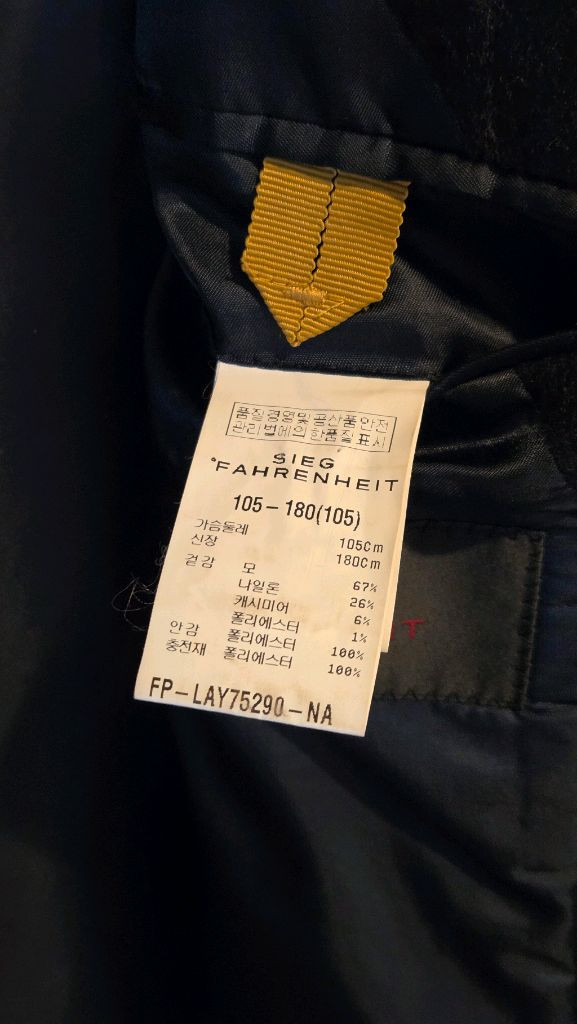 품질경영및공산품안전
관리법에의한품질표시
SIEG
FAHRENHEIT
105-180(105)
가슴둘레 105cm
신장 180cm
겉감 모 67%
나일론 26%
캐시미어 6%
폴리에스터 1%
안감 폴리에스터 100%
충전재 폴리에스터 100%
FP-LAY75290-NA